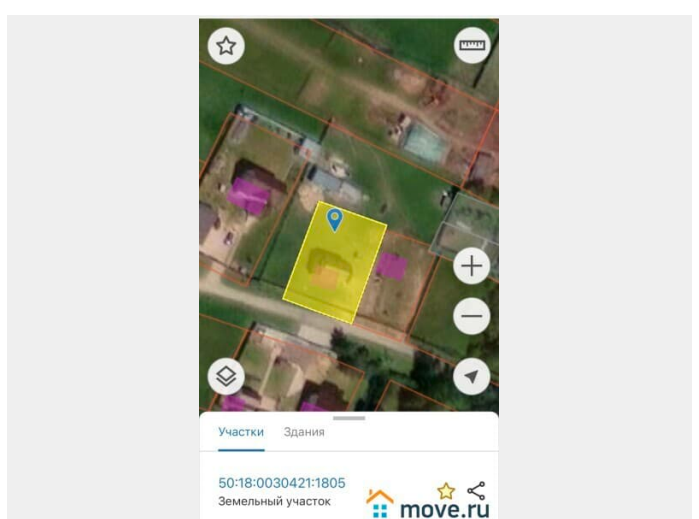 Участки Здания
50:18:0030421:1805
Земельный участок
move.ru